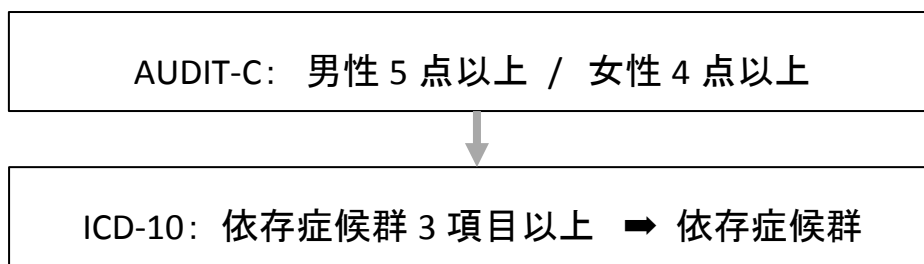 AUDIT-C： 男性 5 点以上 / 女性 4 点以上
ICD-10： 依存症候群 3 項目以上 ➡ 依存症候群